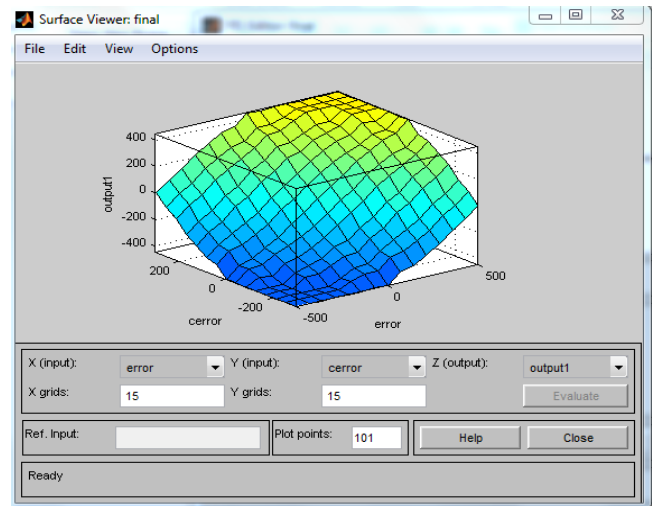 Surface Viewer: final
File Edit View Options
400
200
0
-200
-400
output1
200
0
-200
cerror
-500
0
500
error
X (input): error Y (input): cerror Z (output): output1
X grids: 15 Y grids: 15 Evaluate
Ref. Input: Plot points: 101 Help Close
Ready